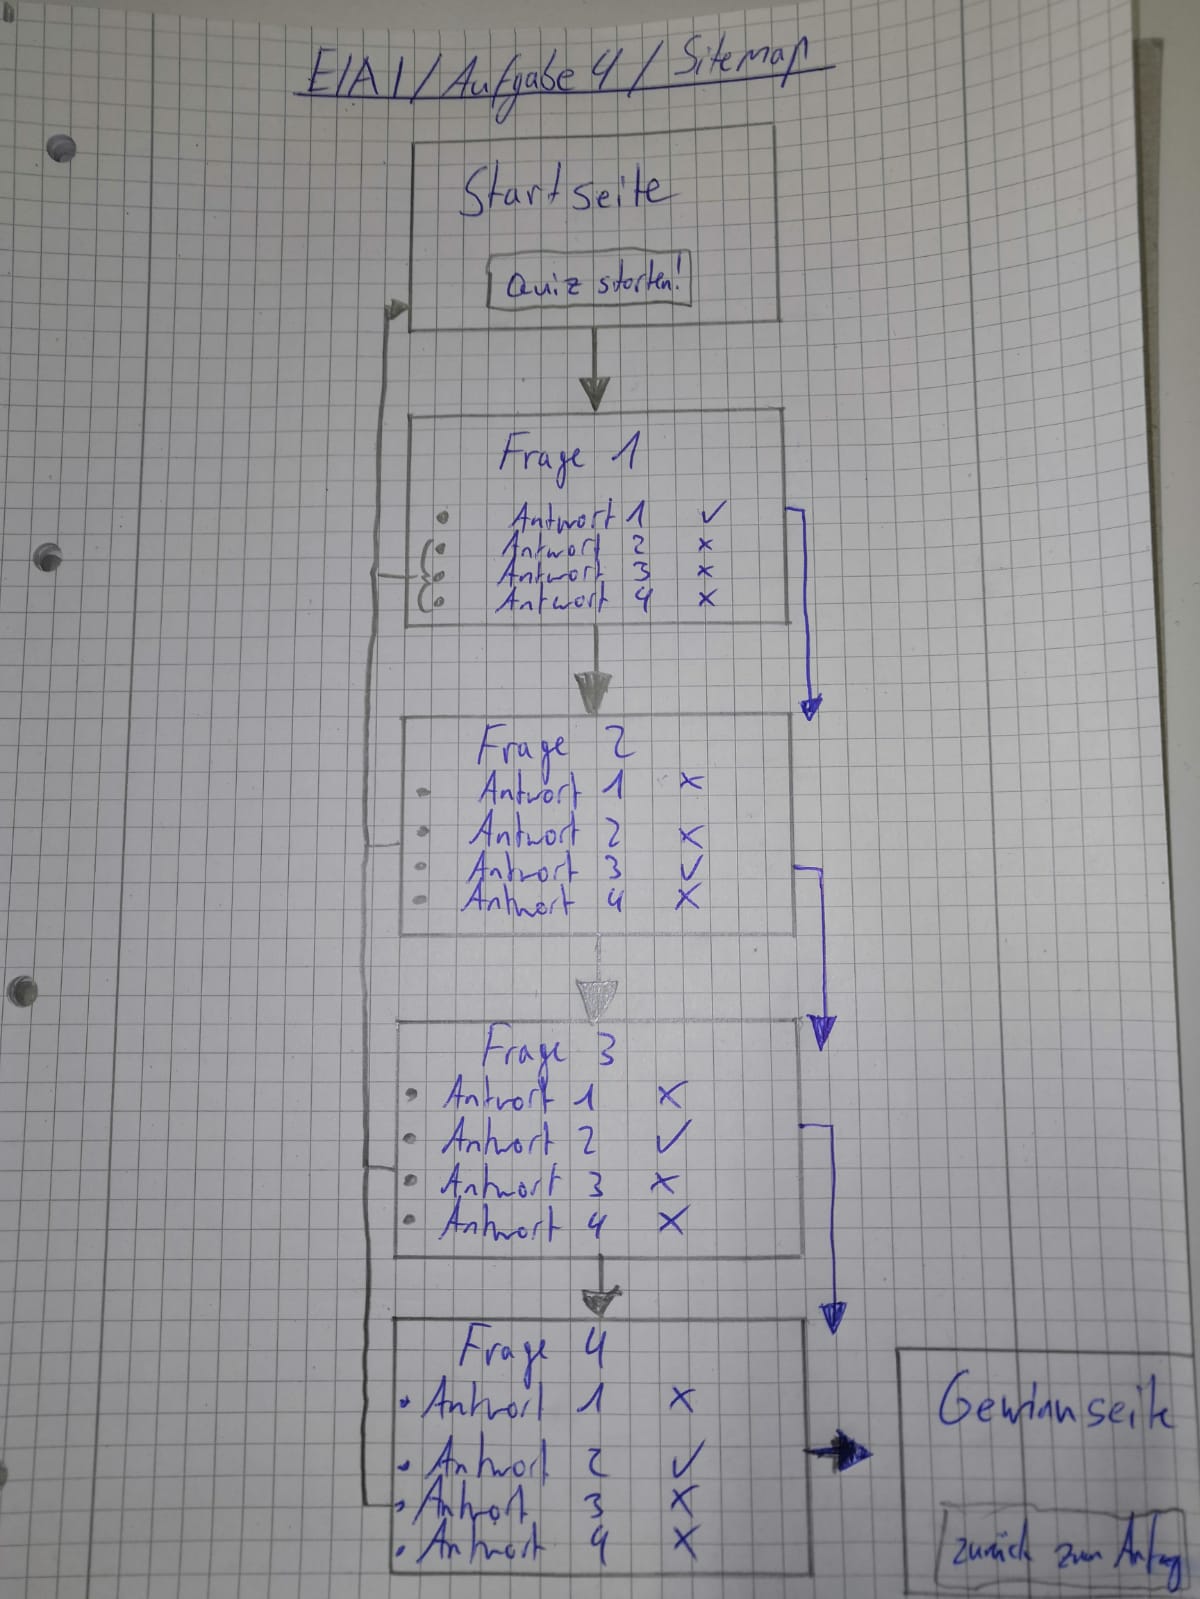 EIA 1 / Aufgabe 4 / Sitemap
Startseite
Quiz starten!
Frage 1
• Antwort 1 ✓
• Antwort 2 x
• Antwort 3 x
• Antwort 4 x
Frage 2
• Antwort 1 x
• Antwort 2 x
• Antwort 3 ✓
• Antwort 4 x
Frage 3
• Antwort 1 x
• Antwort 2 ✓
• Antwort 3 x
• Antwort 4 x
Frage 4
• Antwort 1 x
• Antwort 2 ✓
• Antwort 3 x
• Antwort 4 x
Gewinnseite
zurück zum Anfang